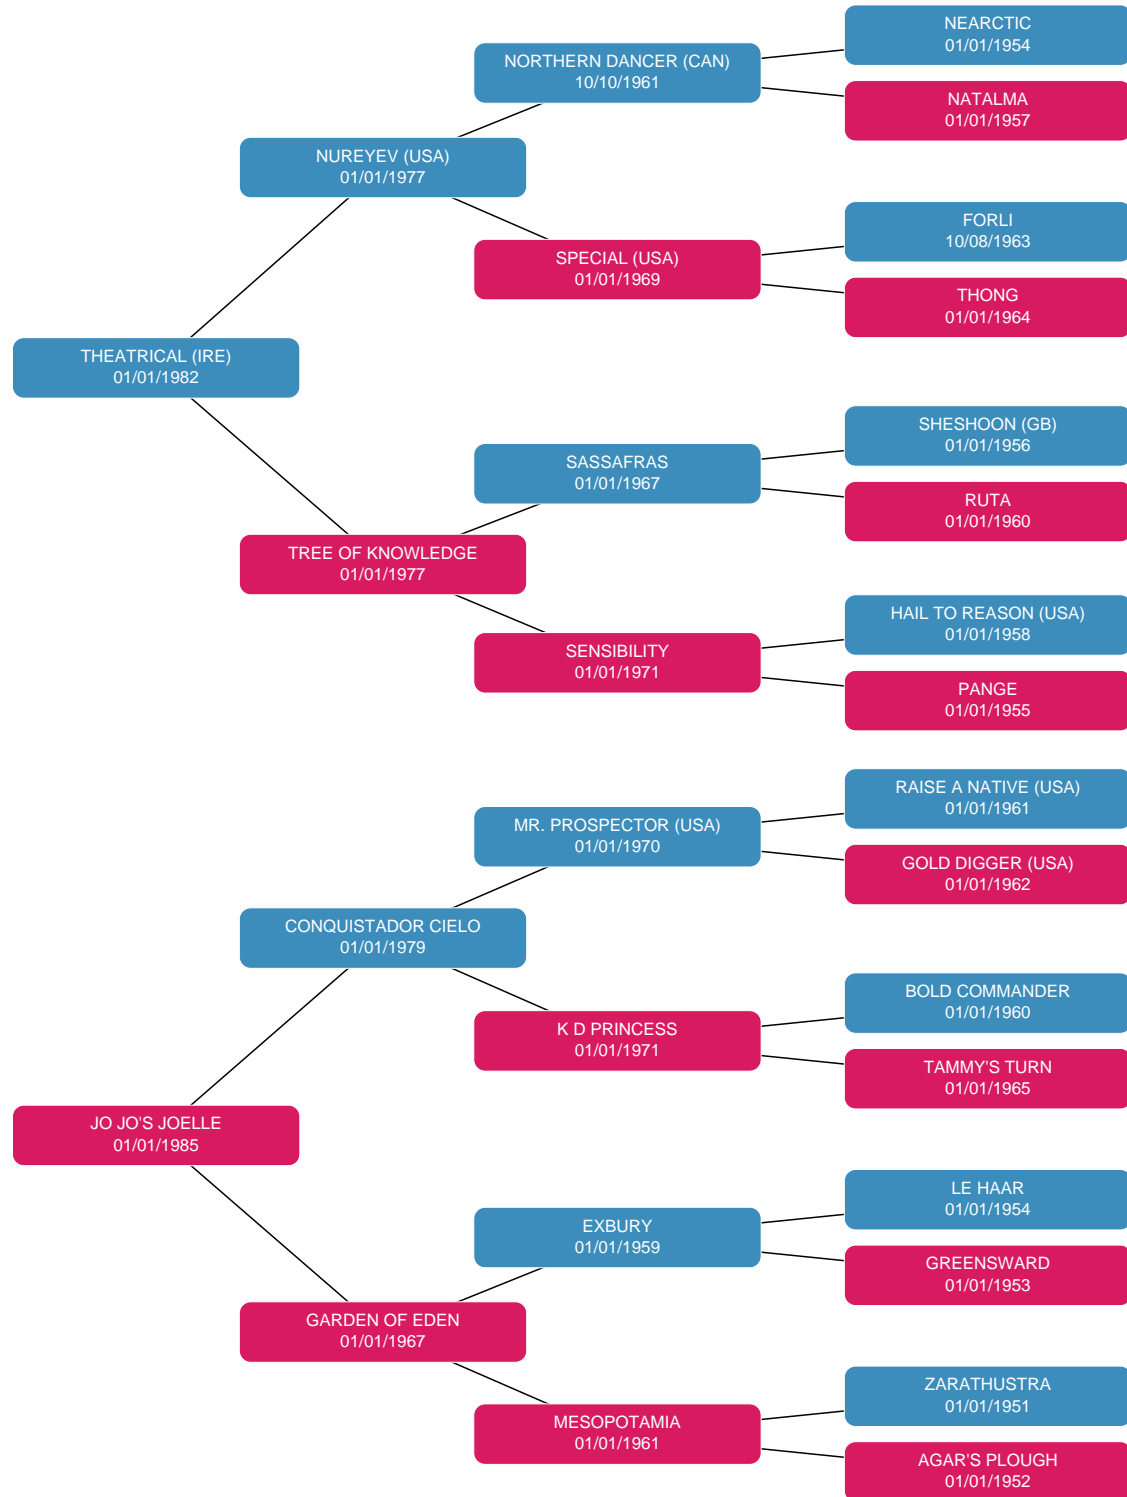 NEARCTIC
01/01/1954
NORTHERN DANCER (CAN)
10/10/1961
NATALMA
01/01/1957
NUREYEV (USA)
01/01/1977
FORLI
10/08/1963
SPECIAL (USA)
01/01/1969
THONG
01/01/1964
THEATRICAL (IRE)
01/01/1982
SHESHOON (GB)
01/01/1956
SASSAFRAS
01/01/1967
RUTA
01/01/1960
TREE OF KNOWLEDGE
01/01/1977
HAIL TO REASON (USA)
01/01/1958
SENSIBILITY
01/01/1971
PANGE
01/01/1955
RAISE A NATIVE (USA)
01/01/1961
MR. PROSPECTOR (USA)
01/01/1970
GOLD DIGGER (USA)
01/01/1962
CONQUISTADOR CIELO
01/01/1979
BOLD COMMANDER
01/01/1960
K D PRINCESS
01/01/1971
TAMMY'S TURN
01/01/1965
JO JO'S JOELLE
01/01/1985
LE HAAR
01/01/1954
EXBURY
01/01/1959
GREENSWARD
01/01/1953
GARDEN OF EDEN
01/01/1967
ZARATHUSTRA
01/01/1951
MESOPOTAMIA
01/01/1961
AGAR'S PLOUGH
01/01/1952